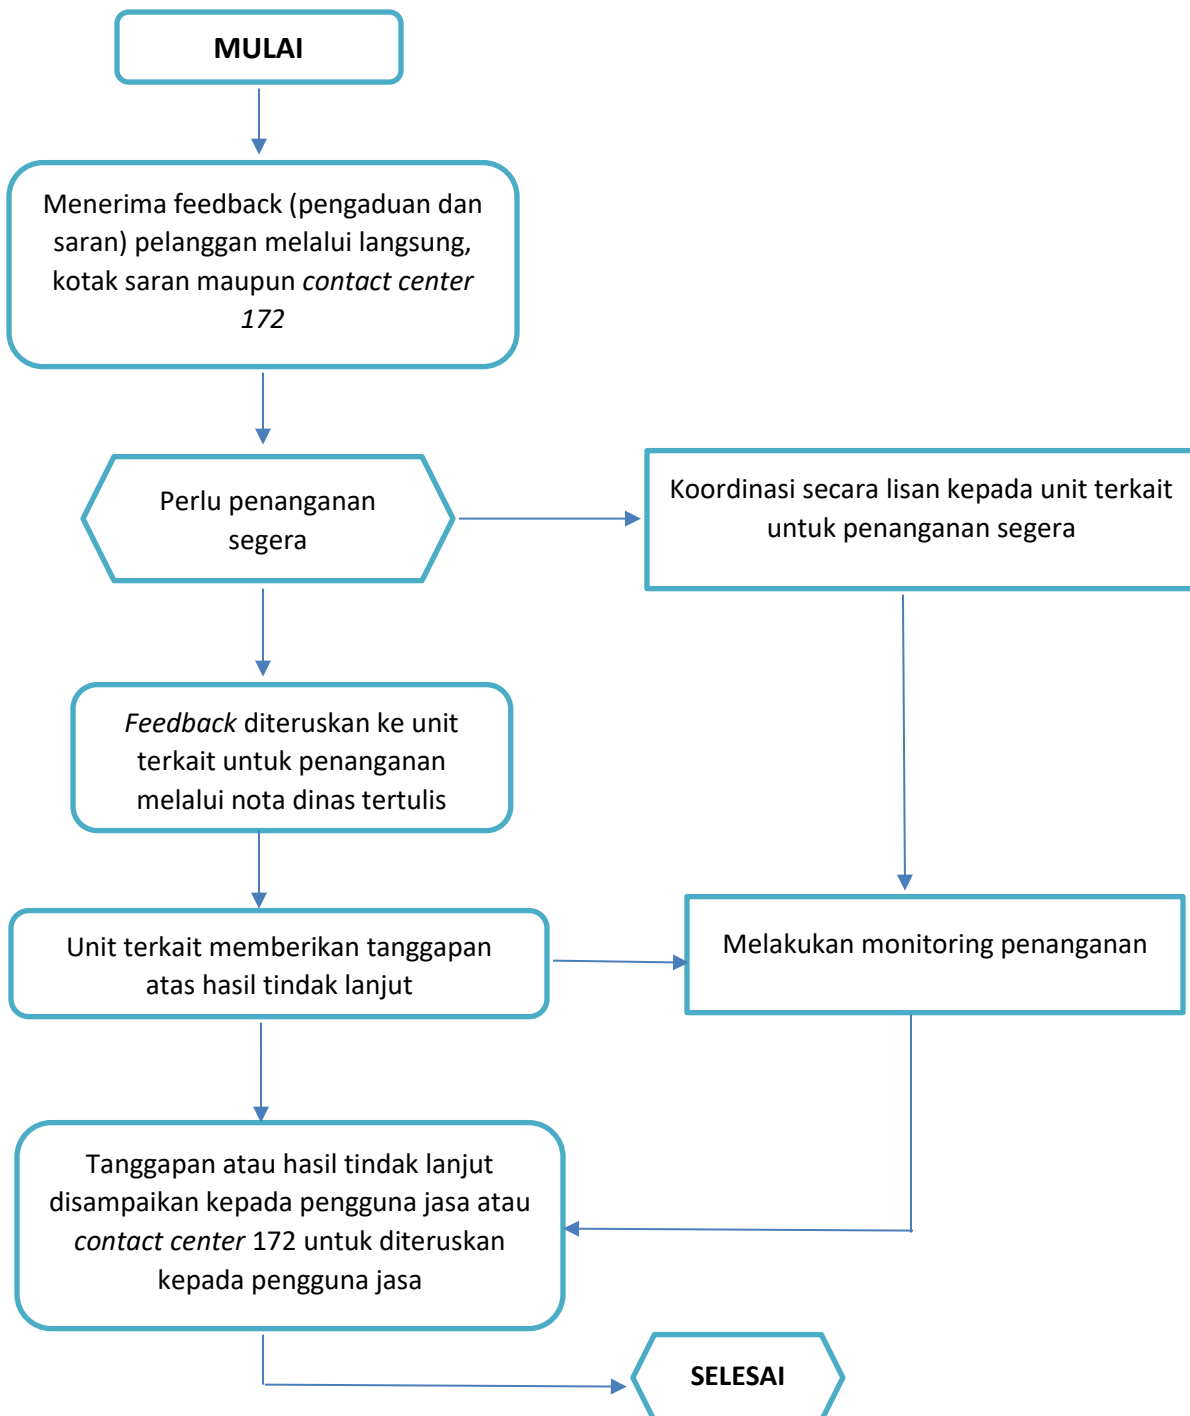 MULAI
Menerima feedback (pengaduan dan
saran) pelanggan melalui langsung,
kotak saran maupun contact center
172
Perlu penanganan
segera
Koordinasi secara lisan kepada unit terkait
untuk penanganan segera
Feedback diteruskan ke unit
terkait untuk penanganan
melalui nota dinas tertulis
Unit terkait memberikan tanggapan
atas hasil tindak lanjut
Melakukan monitoring penanganan
Tanggapan atau hasil tindak lanjut
disampaikan kepada pengguna jasa atau
contact center 172 untuk diteruskan
kepada pengguna jasa
SELESAI